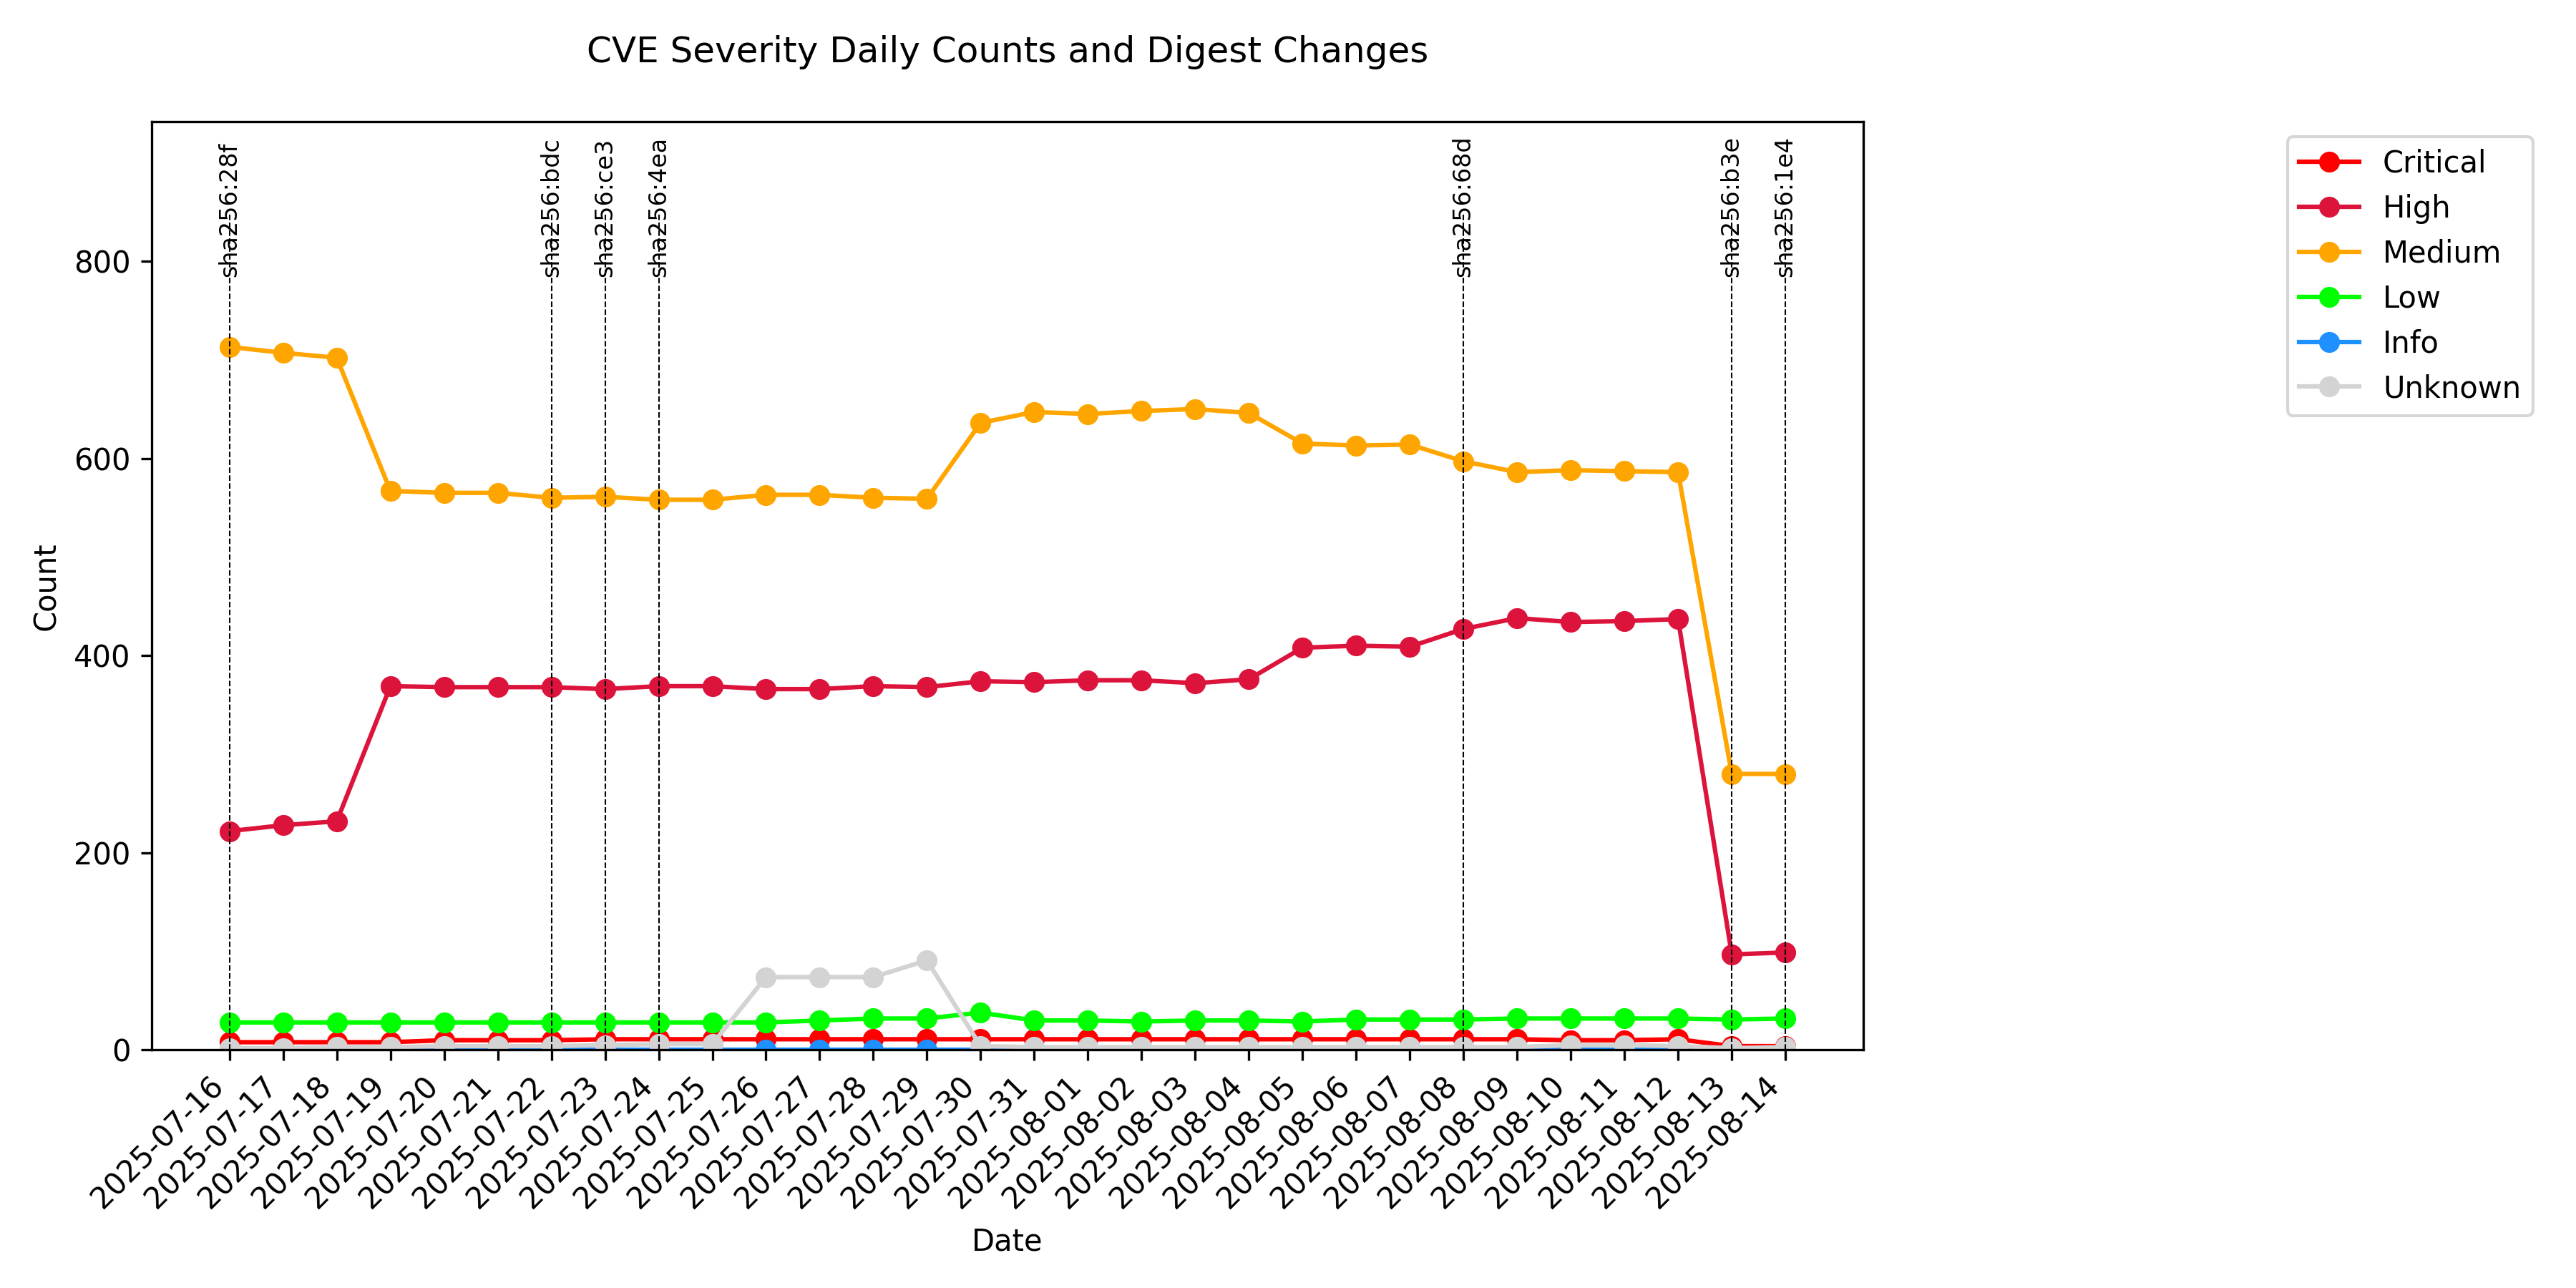 CVE Severity Daily Counts and Digest Changes
sha256:28f
sha256:bdc
sha256:ce3
sha256:4ea
sha256:68d
sha256:b3e
sha256:1e4
Critical
High
Medium
Low
Info
Unknown
Count
800
600
400
200
0
2025-07-16
2025-07-17
2025-07-18
2025-07-19
2025-07-20
2025-07-21
2025-07-22
2025-07-23
2025-07-24
2025-07-25
2025-07-26
2025-07-27
2025-07-28
2025-07-29
2025-07-30
2025-07-31
2025-08-01
2025-08-02
2025-08-03
2025-08-04
2025-08-05
2025-08-06
2025-08-07
2025-08-08
2025-08-09
2025-08-10
2025-08-11
2025-08-12
2025-08-13
2025-08-14
Date